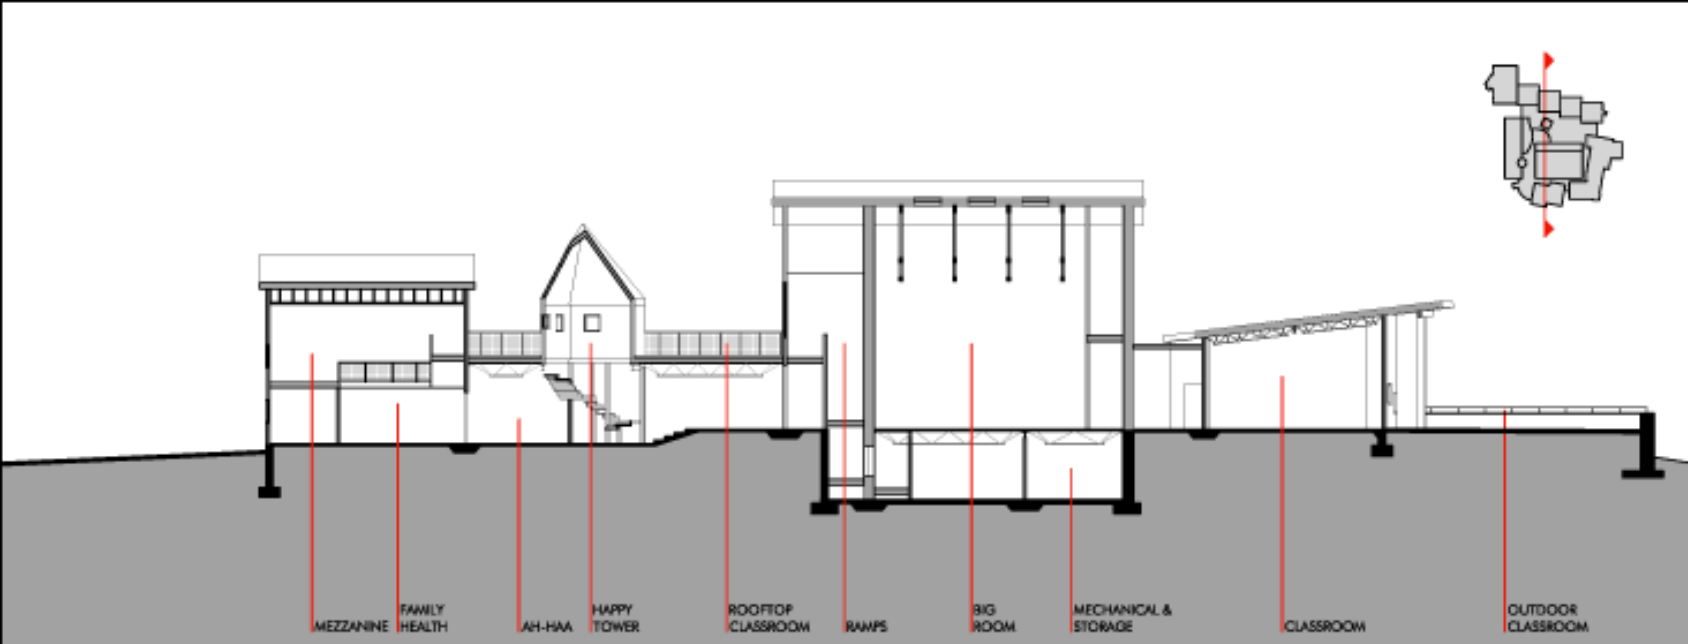 MEZZANINE
FAMILY
HEALTH
AH-HAA
HAPPY
TOWER
ROOFTOP
CLASSROOM
RAMPS
BIG
ROOM
MECHANICAL &
STORAGE
CLASSROOM
OUTDOOR
CLASSROOM